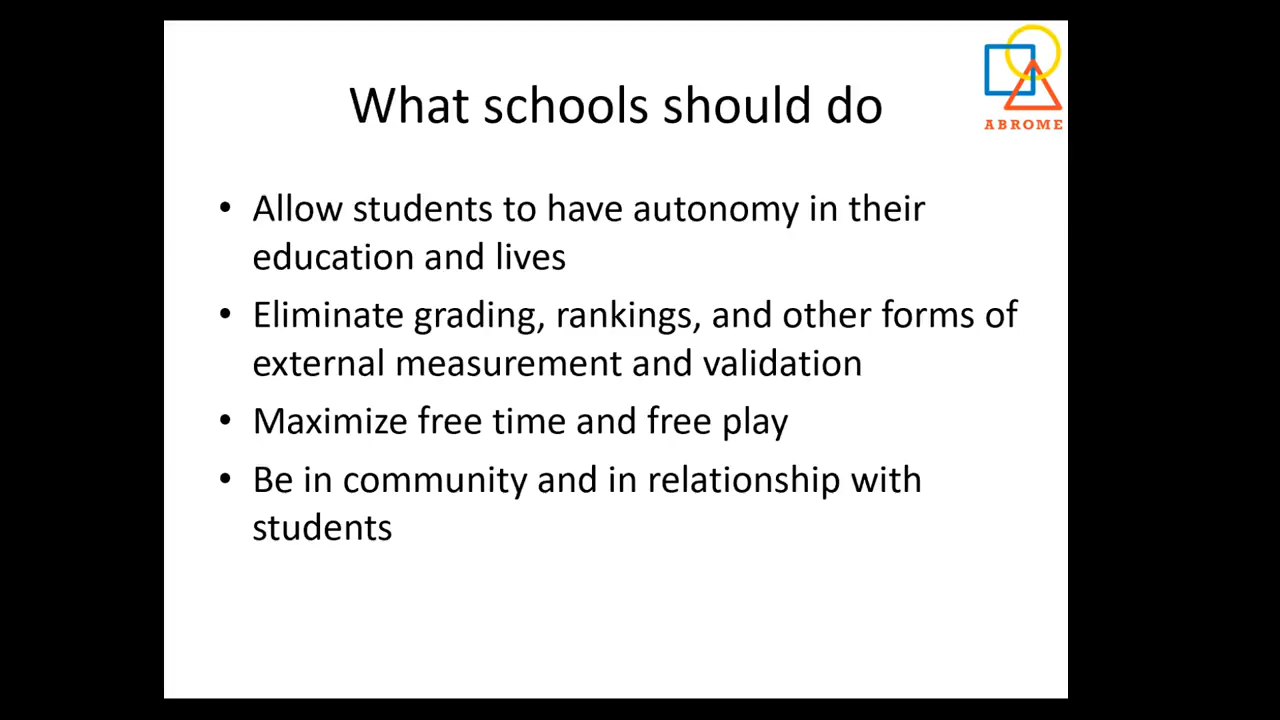 What schools should do
ABROME
• Allow students to have autonomy in their
education and lives
• Eliminate grading, rankings, and other forms of
external measurement and validation
• Maximize free time and free play
• Be in community and in relationship with
students